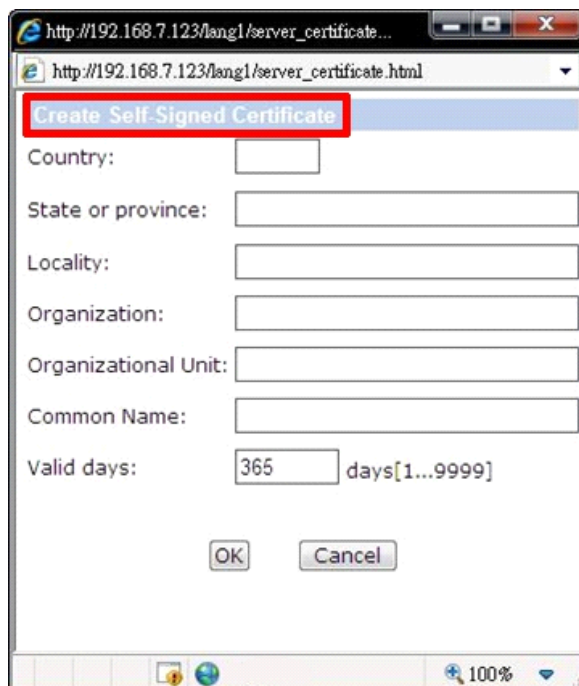 http://192.168.7.123/lang1/server_certificate...
http://192.168.7.123/lang1/server_certificate.html
Create Self-Signed Certificate
Country:
State or province:
Locality:
Organization:
Organizational Unit:
Common Name:
Valid days: 365 days[1...9999]
OK Cancel
100%